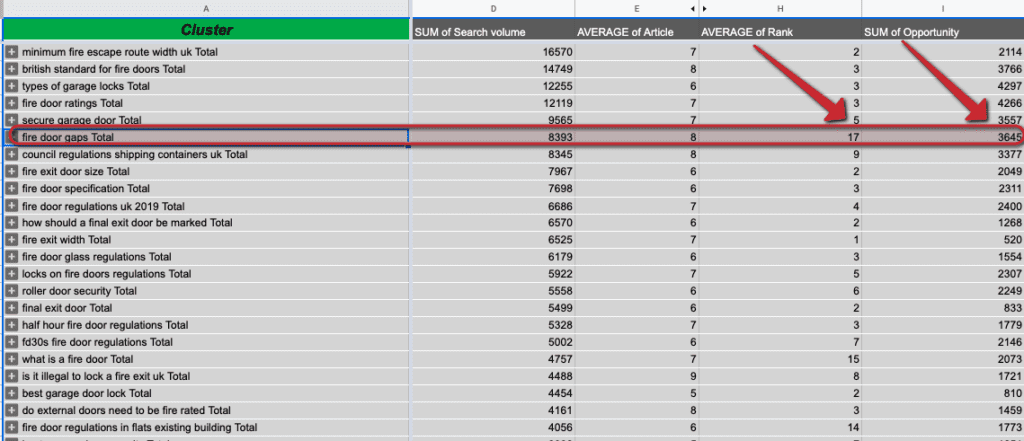 A D E H I
Cluster SUM of Search volume AVERAGE of Article AVERAGE of Rank SUM of Opportunity
minimum fire escape route width uk Total 16570 7 2 2114
british standard for fire doors Total 14749 8 3 3766
types of garage locks Total 12255 6 3 4297
fire door ratings Total 12119 7 3 4266
secure garage door Total 9565 7 5 3557
fire door gaps Total 8393 8 17 3645
council regulations shipping containers uk Total 8345 8 9 3377
fire exit door size Total 7967 6 2 2049
fire door specification Total 7698 6 3 2311
fire door regulations uk 2019 Total 6686 7 4 2400
how should a final exit door be marked Total 6570 6 2 1268
fire exit width Total 6525 7 1 520
fire door glass regulations Total 6179 6 3 1554
locks on fire doors regulations Total 5922 7 5 2307
roller door security Total 5558 6 6 2249
final exit door Total 5499 6 2 833
half hour fire door regulations Total 5328 7 3 1779
fd30s fire door regulations Total 5002 6 7 2146
what is a fire door Total 4757 7 15 2073
is it illegal to lock a fire exit uk Total 4488 9 8 1721
best garage door lock Total 4454 5 2 810
do external doors need to be fire rated Total 4161 8 3 1459
fire door regulations in flats existing building Total 4056 6 14 1773